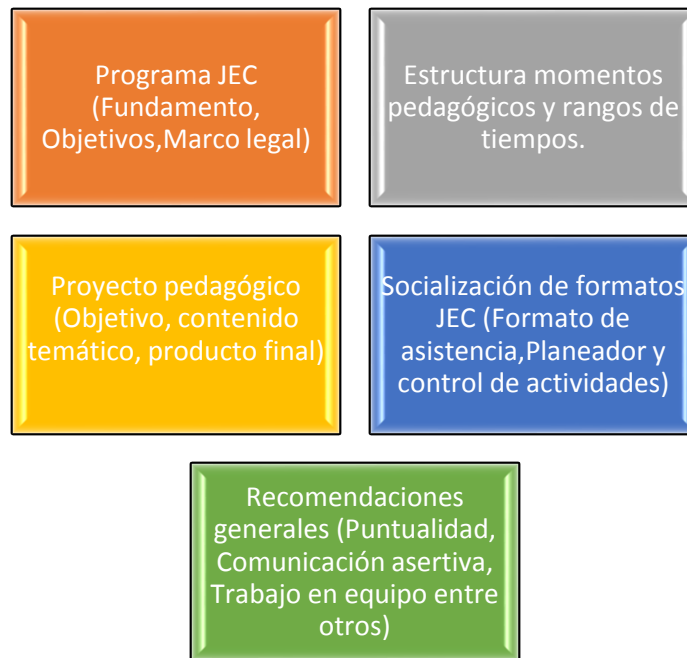 Programa JEC
(Fundamento,
Objetivos,Marco legal)
Estructura momentos
pedagógicos y rangos de
tiempos.
Proyecto pedagógico
(Objetivo, contenido
temático, producto final)
Socialización de formatos
JEC (Formato de
asistencia,Planeador y
control de actividades)
Recomendaciones
generales (Puntualidad,
Comunicación asertiva,
Trabajo en equipo entre
otros)